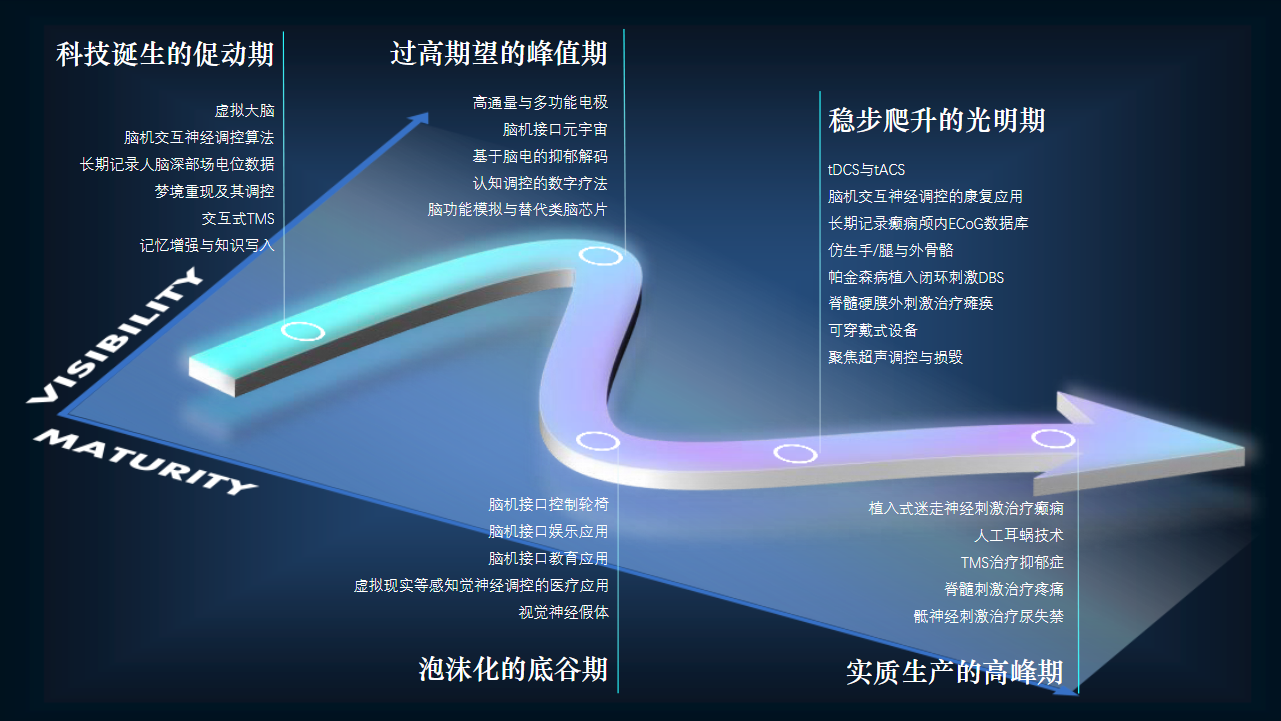 科技诞生的促动期
虚拟大脑
脑机交互神经调控算法
长期记录人脑深部场电位数据
梦境重现及其调控
交互式TMS
记忆增强与知识写入
过高期望的峰值期
高通量与多功能电极
脑机接口元宇宙
基于脑电的抑郁解码
认知调控的数字疗法
脑功能模拟与替代类脑芯片
稳步爬升的光明期
tDCS与tACS
脑机交互神经调控的康复应用
长期记录癫痫颅内ECoG数据库
仿生手/腿与外骨骼
帕金森病植入闭环刺激DBS
脊髓硬膜外刺激治疗瘫痪
可穿戴式设备
聚焦超声调控与损毁
VISIBILITY
MATURITY
脑机接口控制轮椅
脑机接口娱乐应用
脑机接口教育应用
虚拟现实等感知觉神经调控的医疗应用
视觉神经假体
泡沫化的底谷期
植入式迷走神经刺激治疗癫痫
人工耳蜗技术
TMS治疗抑郁症
脊髓刺激治疗疼痛
骶神经刺激治疗尿失禁
实质生产的高峰期